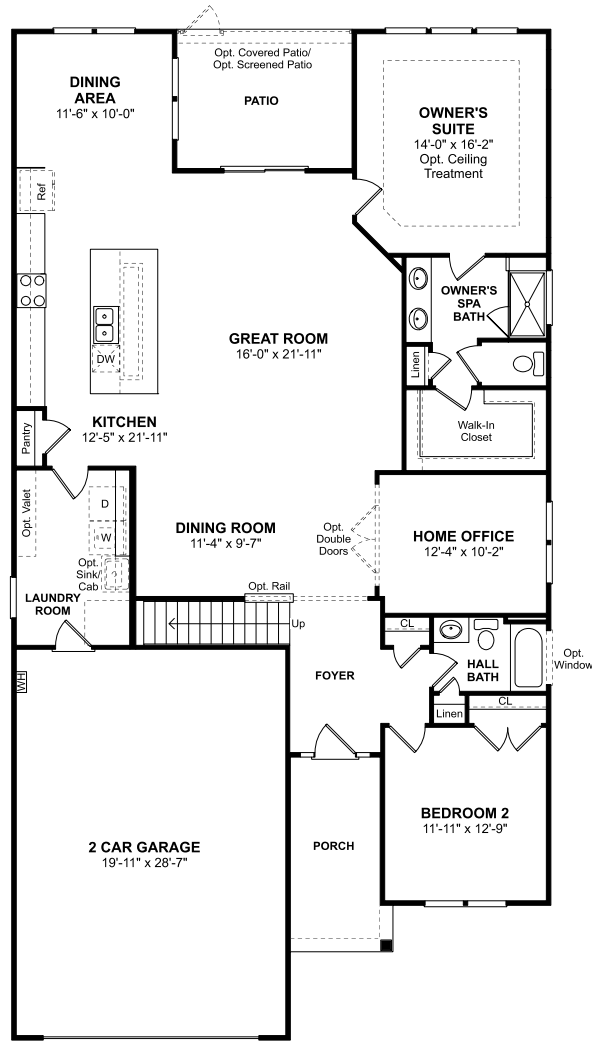 Opt. Covered Patio/
Opt. Screened Patio
PATIO
DINING
AREA
11'-6" x 10'-0"
OWNER'S
SUITE
14'-0" x 16'-2"
Opt. Ceiling
Treatment
Ref
OWNER'S
SPA
BATH
GREAT ROOM
16'-0" x 21'-11"
DW
Linen
KITCHEN
12'-5" x 21'-11"
Pantry
Walk-In
Closet
Opt. Valet
D
W
Opt.
Sink/
Cab
LAUNDRY
ROOM
DINING ROOM
11'-4" x 9'-7"
Opt.
Double
Doors
HOME OFFICE
12'-4" x 10'-2"
Opt. Rail
Up
CL
FOYER
HALL
BATH
Opt.
Window
WH
Linen
CL
BEDROOM 2
11'-11" x 12'-9"
2 CAR GARAGE
19'-11" x 28'-7"
PORCH